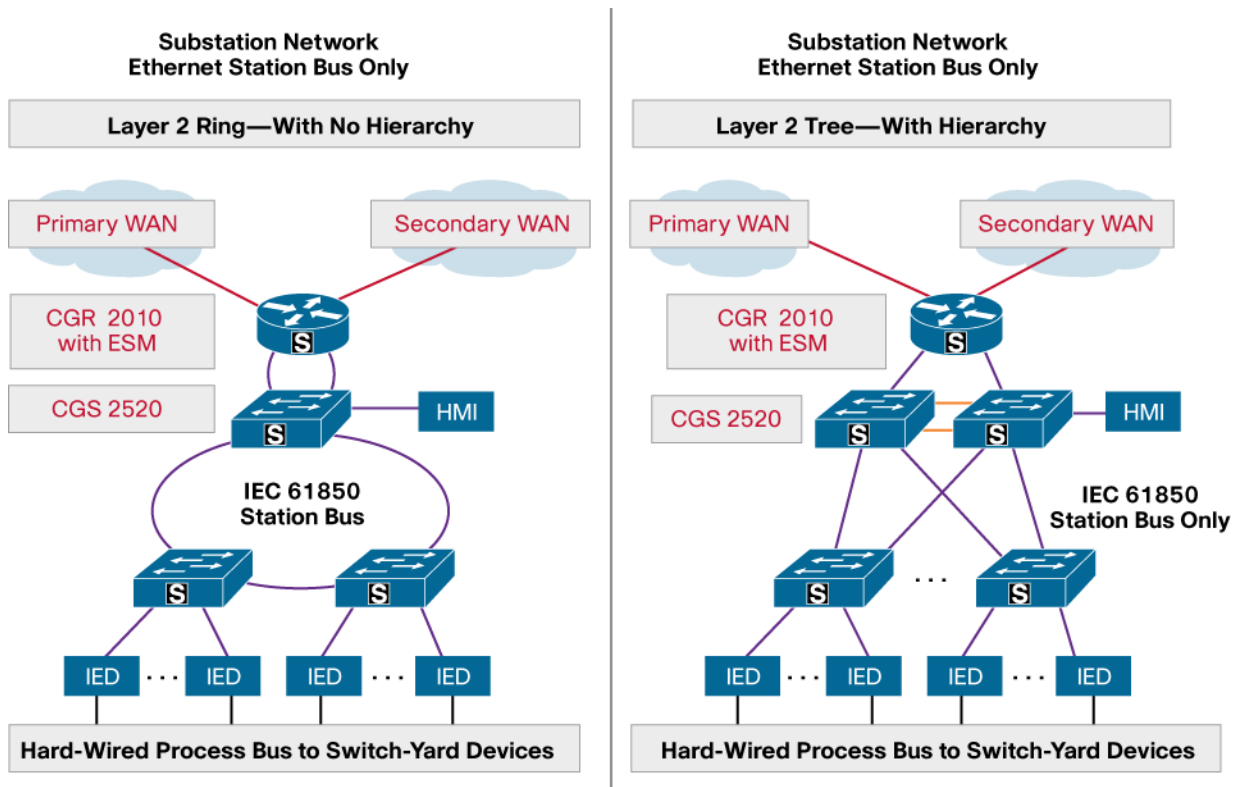 Substation Network
Ethernet Station Bus Only
Layer 2 Ring—With No Hierarchy
Primary WAN
Secondary WAN
CGR 2010
with ESM
S
CGS 2520
HMI
S
IEC 61850
Station Bus
S
S
IED
...
IED
IED
...
IED
Hard-Wired Process Bus to Switch-Yard Devices
Substation Network
Ethernet Station Bus Only
Layer 2 Tree—With Hierarchy
Primary WAN
Secondary WAN
CGR 2010
with ESM
S
CGS 2520
HMI
S
S
IEC 61850
Station Bus Only
...
S
S
IED
...
IED
IED
...
IED
Hard-Wired Process Bus to Switch-Yard Devices